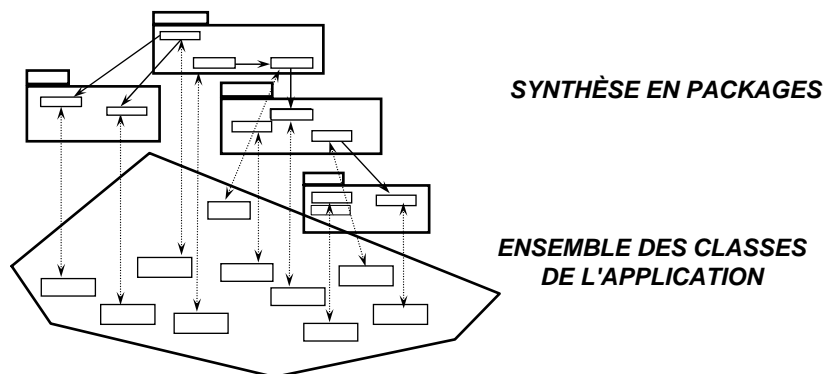 SYNTHÈSE EN PACKAGES
ENSEMBLE DES CLASSES
DE L'APPLICATION